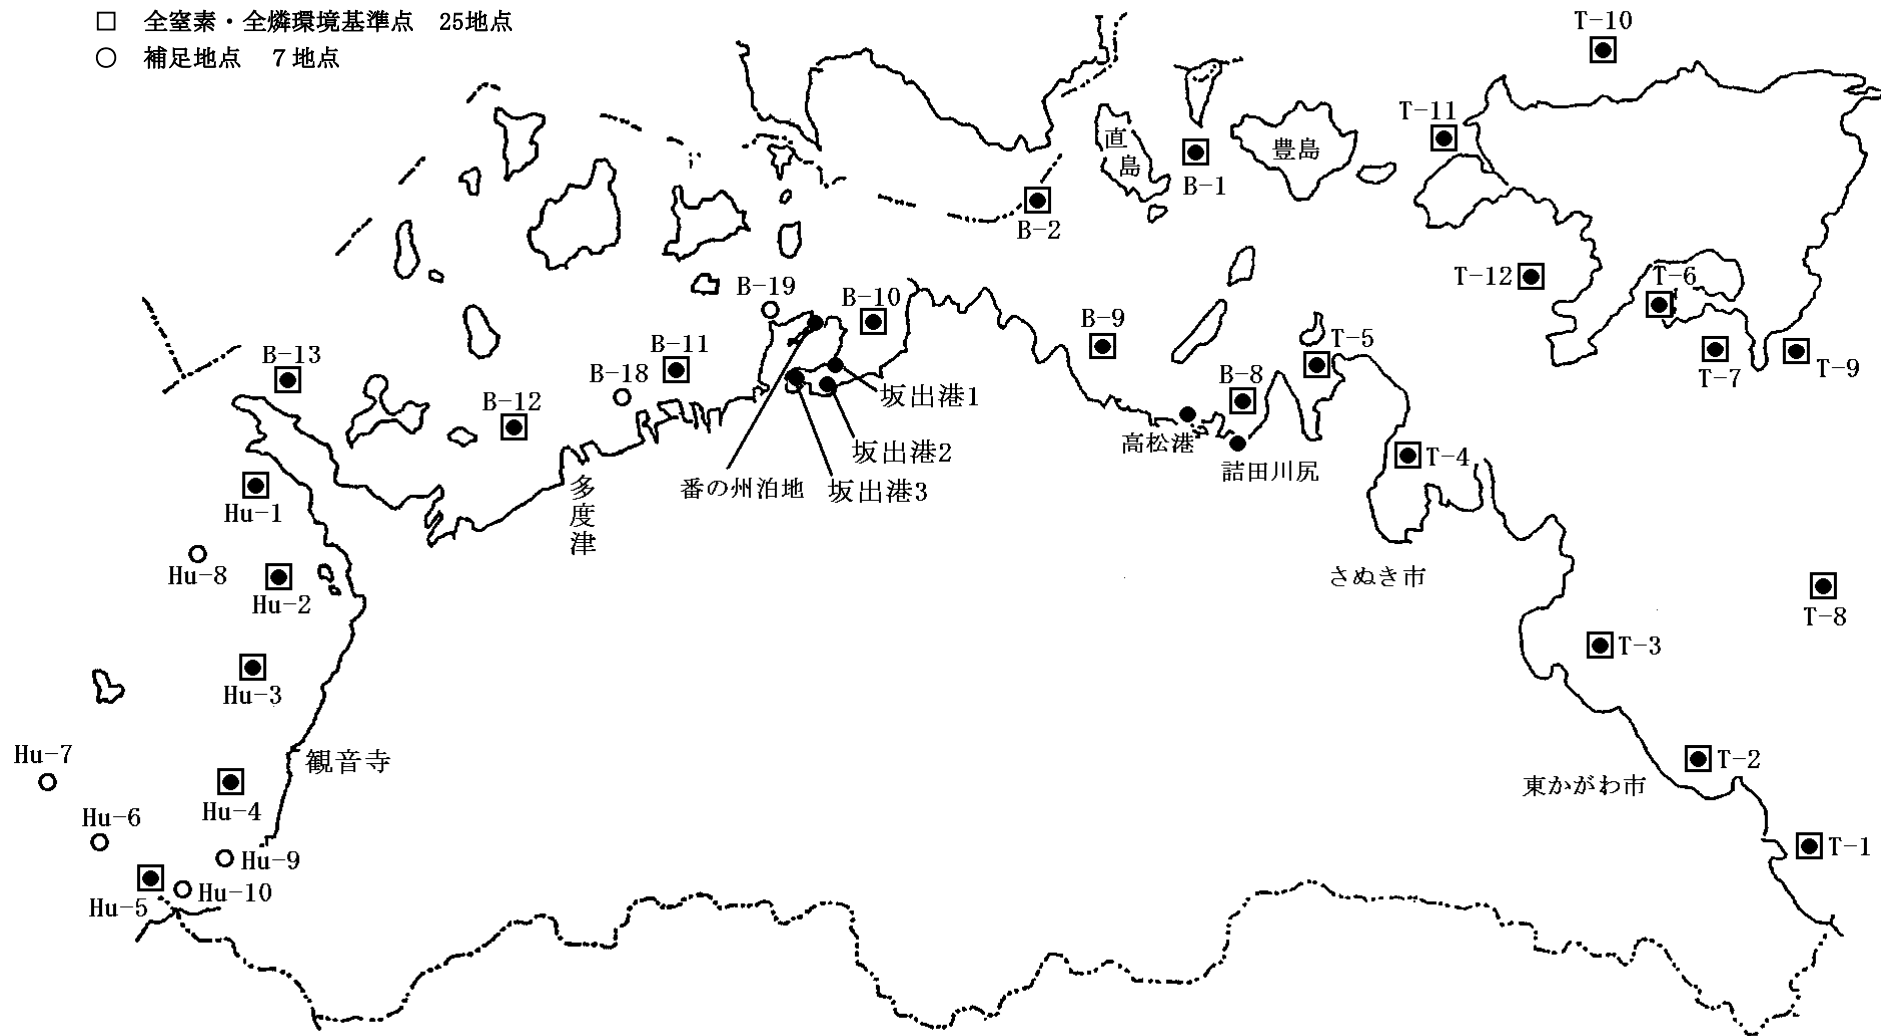 □ 全窒素・全燐環境基準点 25地点
○ 補足地点 7地点
T-10
T-11
直島
豊島
B-1
B-2
T-12
T-6
B-19
B-10
B-9
T-5
T-7
T-9
B-13
B-11
B-18
B-12
B-8
坂出港1
坂出港2
坂出港3
番の州泊地
高松港
詰田川尻
T-4
多度津
Hu-1
Hu-8
Hu-2
さぬき市
T-8
T-3
Hu-3
Hu-7
観音寺
T-2
東かがわ市
Hu-4
Hu-6
Hu-9
T-1
Hu-10
Hu-5